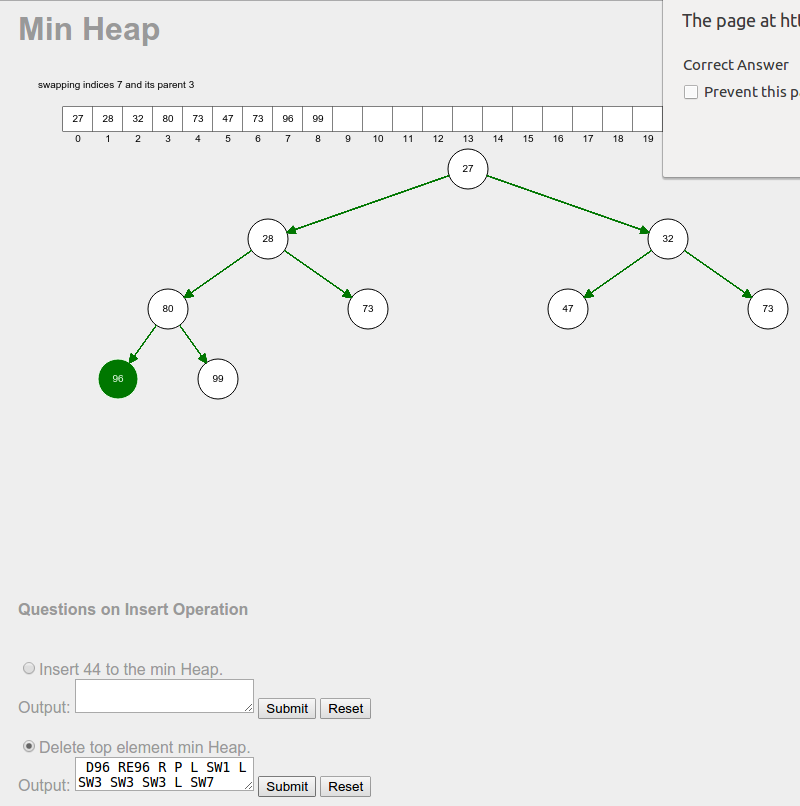 Min Heap
The page at htt
Correct Answer
Prevent this pa
swapping indices 7 and its parent 3
27 28 32 80 73 47 73 96 99
0 1 2 3 4 5 6 7 8 9 10 11 12 13 14 15 16 17 18 19
27
28 32
80 73 47 73
96 99
Questions on Insert Operation
Insert 44 to the min Heap.
Output: Submit Reset
Delete top element min Heap.
D96 RE96 R P L SW1 L
Output: SW3 SW3 SW3 L SW7 Submit Reset